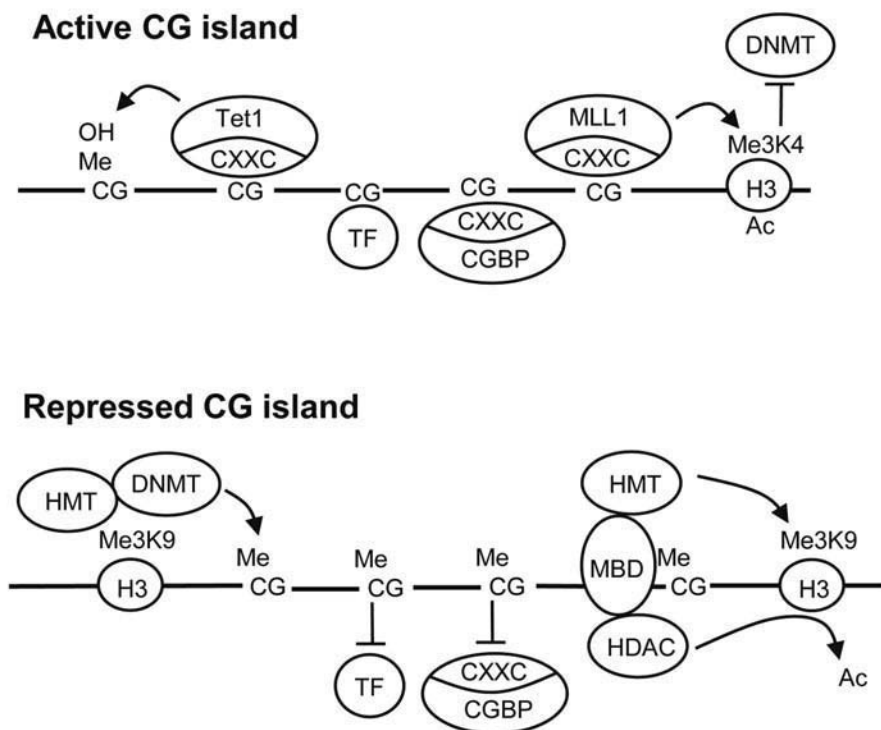 Active CG island
DNMT
OH
Tet1
MLL1
Me
CXXC
CXXC
Me3K4
CG
CG
CG
CG
CG
H3
TF
CXXC
CGBP
Ac
Repressed CG island
HMT
DNMT
HMT
Me3K9
Me
Me
Me
MBD
Me
Me3K9
H3
CG
CG
CG
CG
H3
TF
CXXC
CGBP
HDAC
Ac